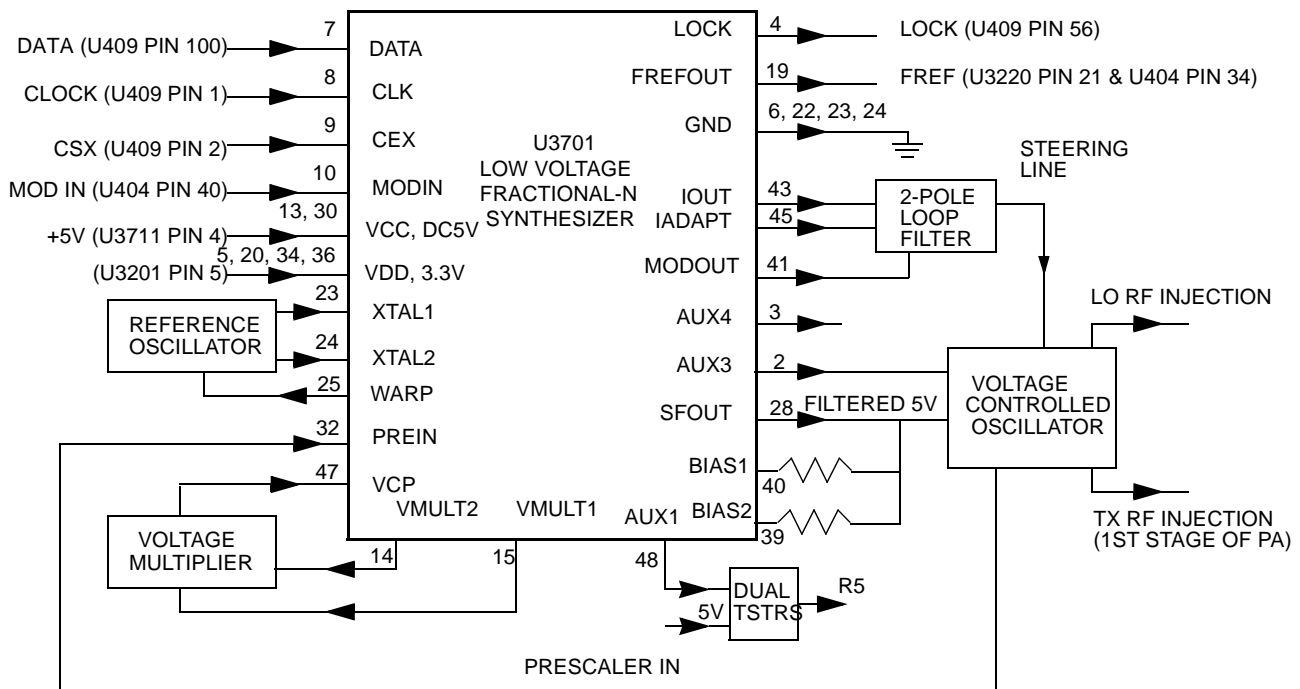 DATA (U409 PIN 100)
7
DATA
CLOCK (U409 PIN 1)
8
CLK
CSX (U409 PIN 2)
9
CEX
MOD IN (U404 PIN 40)
10
MODIN
+5V (U3711 PIN 4)
13, 30
VCC, DC5V
(U3201 PIN 5)
5, 20, 34, 36
VDD, 3.3V
REFERENCE
OSCILLATOR
23
XTAL1
24
XTAL2
25
WARP
32
PREIN
47
VCP
VOLTAGE
MULTIPLIER
VMULT2
14
VMULT1
15
U3701
LOW VOLTAGE
FRACTIONAL-N
SYNTHESIZER
LOCK
4
LOCK (U409 PIN 56)
FREFOUT
19
FREF (U3220 PIN 21 & U404 PIN 34)
GND
6, 22, 23, 24
IOUT
43
IADAPT
45
2-POLE
LOOP
FILTER
STEERING
LINE
MODOUT
41
AUX4
3
AUX3
2
SFOUT
28
FILTERED 5V
BIAS1
40
BIAS2
39
AUX1
48
5V
DUAL
TSTRS
R5
LO RF INJECTION
VOLTAGE
CONTROLLED
OSCILLATOR
TX RF INJECTION
(1ST STAGE OF PA)
PRESCALER IN